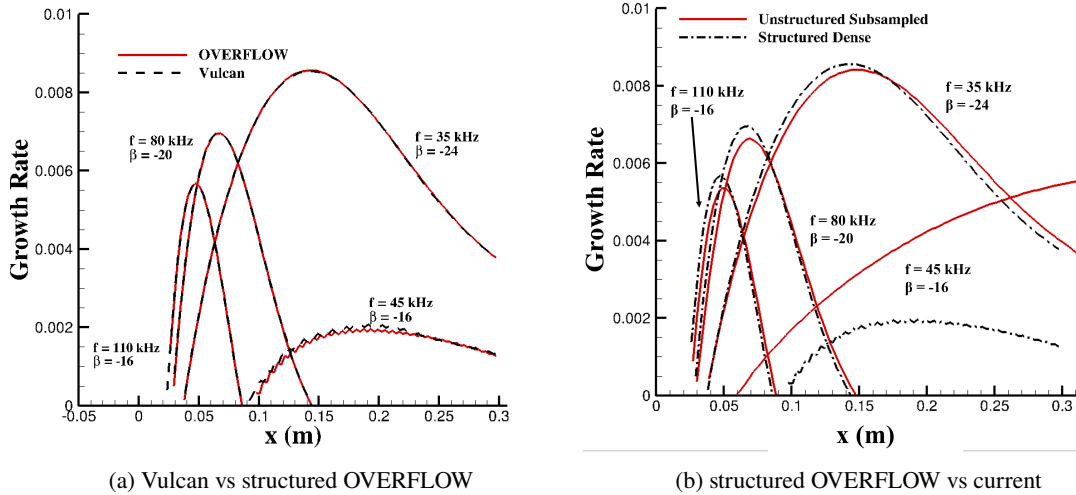 0.01
0.008
0.006
0.004
0.002
0
-0.05
0
0.05
0.1
0.15
0.2
0.25
0.3
Growth Rate
x (m)
OVERFLOW
Vulcan
f = 80 kHz
β = -20
f = 35 kHz
β = -24
f = 45 kHz
β = -16
f = 110 kHz
β = -16
(a) Vulcan vs structured OVERFLOW
0.01
0.008
0.006
0.004
0.002
0
0
0.05
0.1
0.15
0.2
0.25
0.3
Growth Rate
x (m)
Unstructured Subsampled
Structured Dense
f = 110 kHz
β = -16
f = 35 kHz
β = -24
f = 80 kHz
β = -20
f = 45 kHz
β = -16
(b) structured OVERFLOW vs current